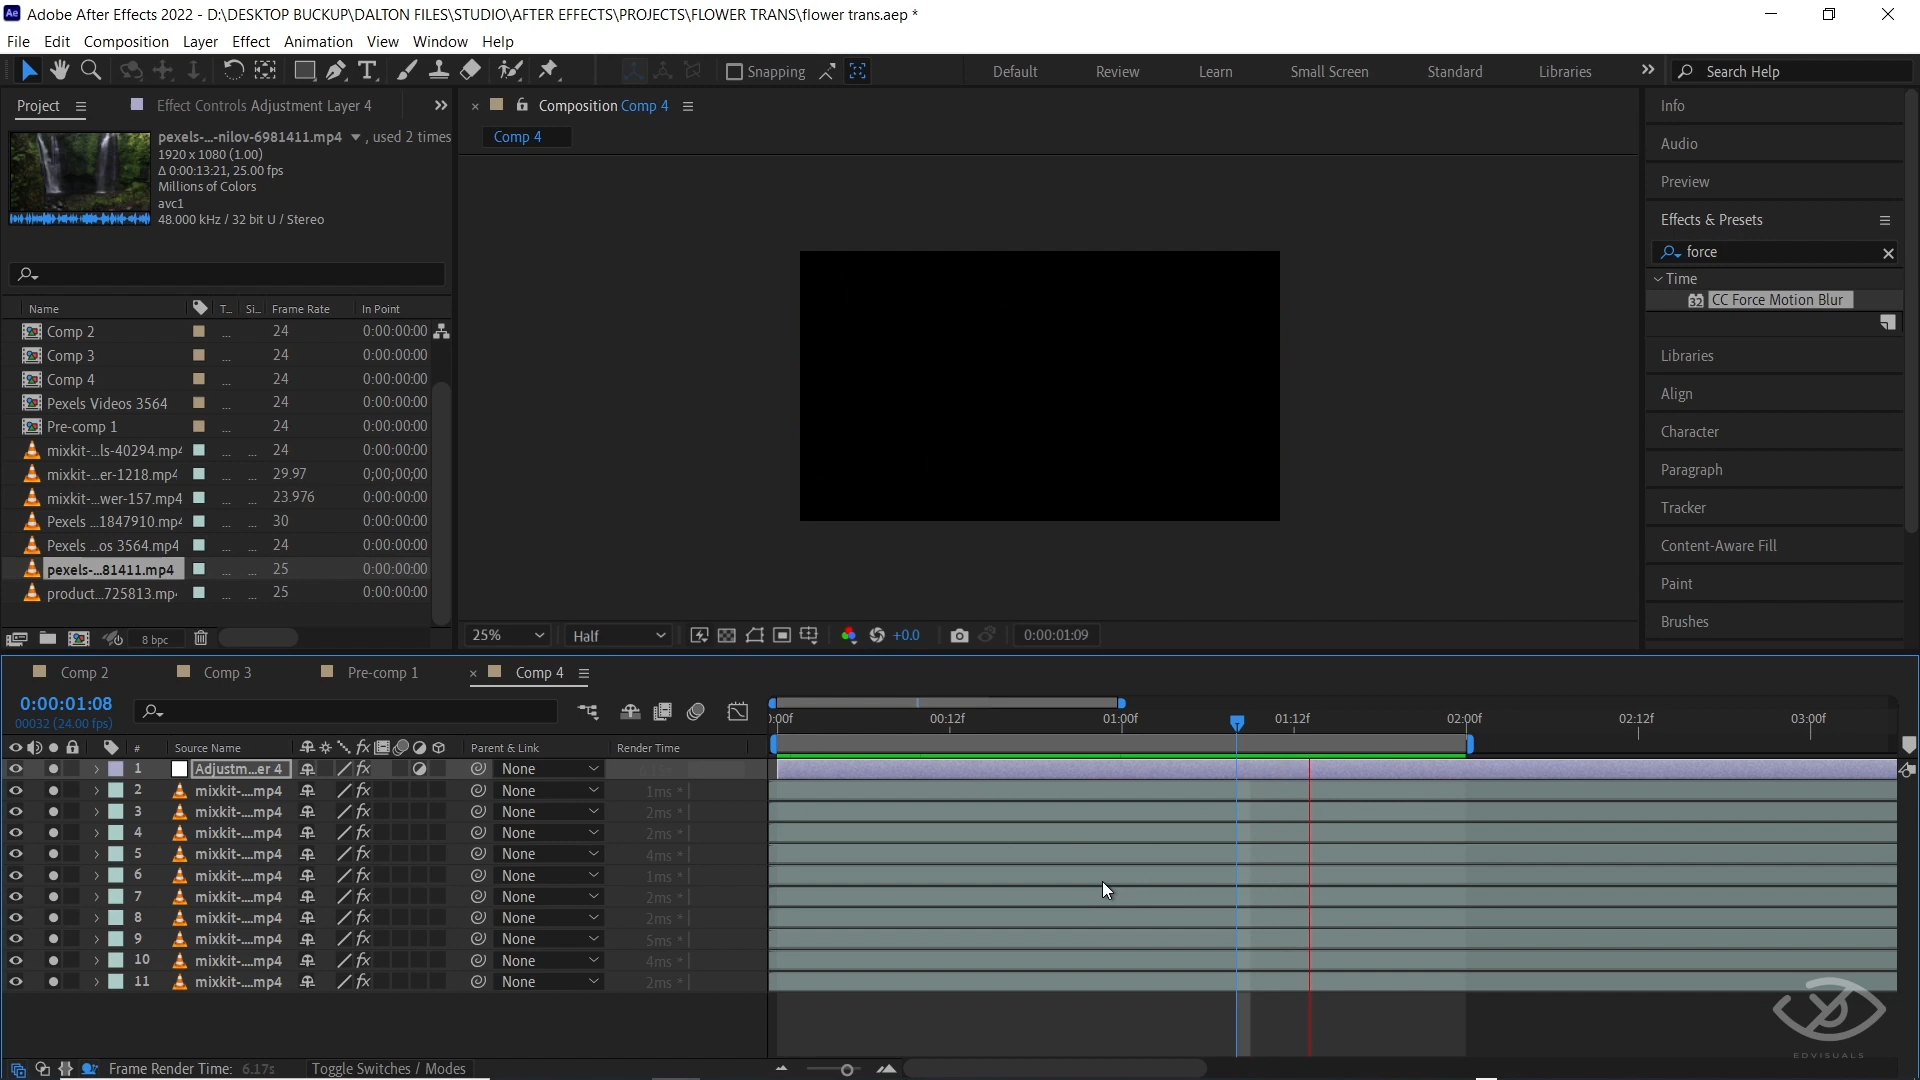 Adobe After Effects 2022 - D:\DESKTOP BUCKUP\DALTON FILES\STUDIO\AFTER EFFECTS\PROJECTS\FLOWER TRANS\flower trans.aep *
File Edit Composition Layer Effect Animation View Window Help
Snapping Default Review Learn Small Screen Standard Libraries Search Help
Project Effect Controls Adjustment Layer 4
Composition Comp 4
Comp 4
pexels-...-nilov-6981411.mp4 , used 2 times
1920 x 1080 (1.00)
Δ 0:00:13:21, 25.00 fps
Millions of Colors
avc1
48.000 kHz / 32 bit U / Stereo
Name T... Si... Frame Rate In Point
Comp 2 ... 24 0:00:00:00
Comp 3 ... 24 0:00:00:00
Comp 4 ... 24 0:00:00:00
Pexels Videos 3564 ... 24 0:00:00:00
Pre-comp 1 ... 24 0:00:00:00
mixkit-...ls-40294.mp4 ... ... 24 0:00:00:00
mixkit-...er-1218.mp4 ... ... 29.97 0;00;00;00
mixkit-...wer-157.mp4 ... ... 23.976 0:00:00:00
Pexels ...1847910.mp4 ... ... 30 0:00:00:00
Pexels ...os 3564.mp4 ... ... 24 0:00:00:00
pexels-...81411.mp4 ... ... 25 0:00:00:00
product...725813.mp4 ... ... 25 0:00:00:00
8 bpc
25% Half +0.0 0:00:01:09
Info
Audio
Preview
Effects & Presets
force
Time
32 CC Force Motion Blur
Libraries
Align
Character
Paragraph
Tracker
Content-Aware Fill
Paint
Brushes
Comp 2 Comp 3 Pre-comp 1 Comp 4
0:00:01:08
00032 (24.00 fps)
):00f 00:12f 01:00f 01:12f 02:00f 02:12f 03:00f
# Source Name fx Parent & Link Render Time
1 Adjustm...er 4 fx None
2 mixkit-....mp4 fx None 1ms *
3 mixkit-....mp4 fx None 2ms *
4 mixkit-....mp4 fx None 2ms *
5 mixkit-....mp4 fx None 4ms *
6 mixkit-....mp4 fx None 1ms *
7 mixkit-....mp4 fx None 2ms *
8 mixkit-....mp4 fx None 2ms *
9 mixkit-....mp4 fx None 5ms *
10 mixkit-....mp4 fx None 4ms *
11 mixkit-....mp4 fx None 2ms *
EDVISUALS
Frame Render Time: 6.17s Toggle Switches / Modes